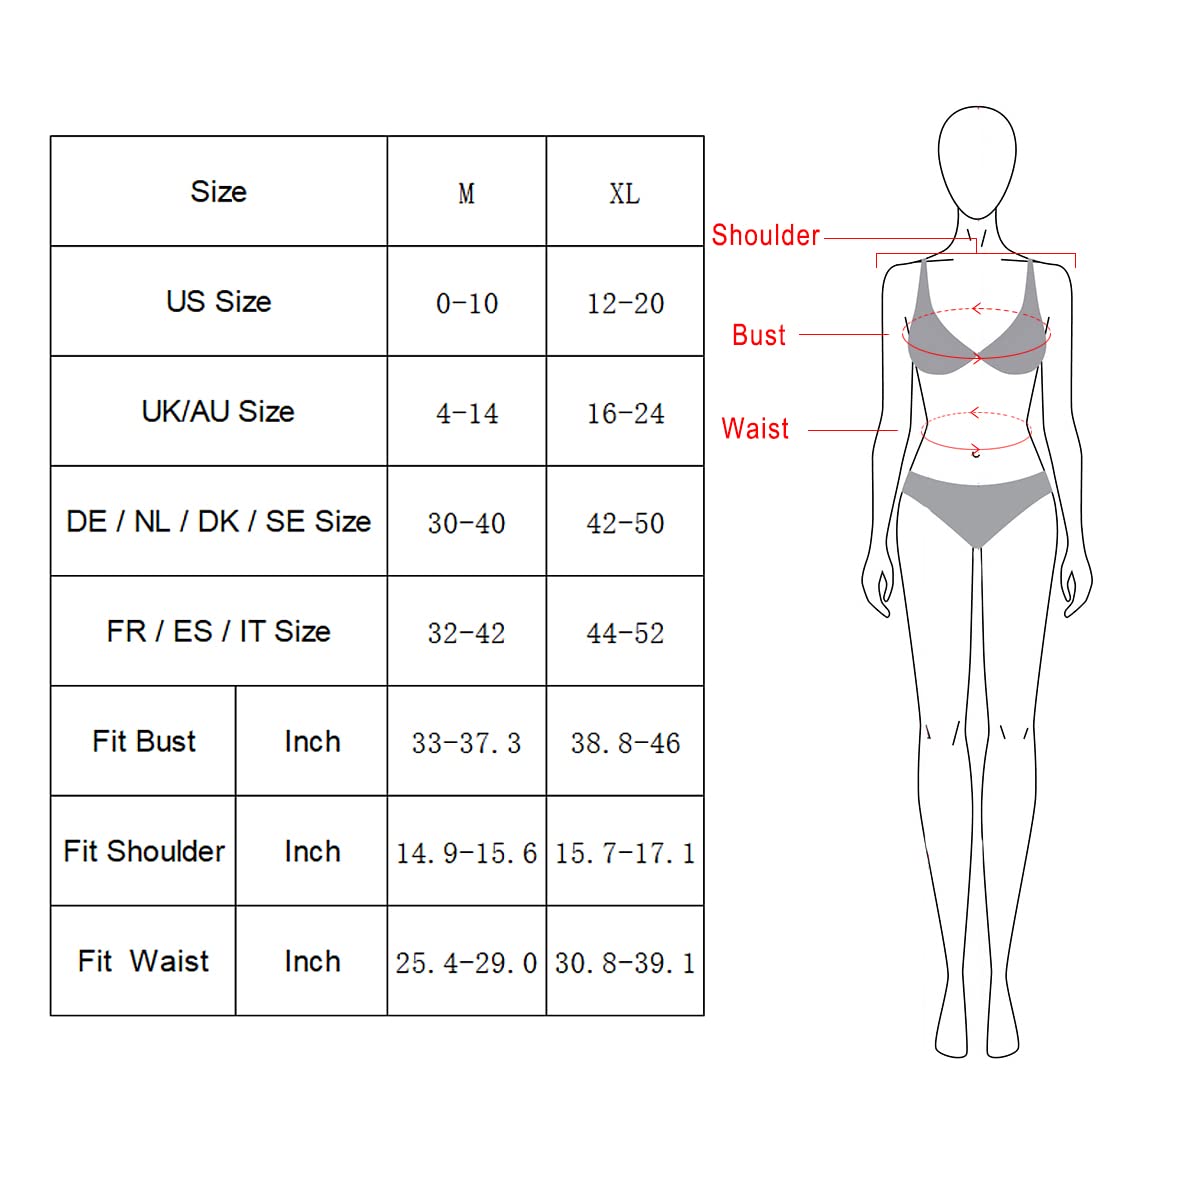 Size M XL
US Size 0-10 12-20
UK/AU Size 4-14 16-24
DE / NL / DK / SE Size 30-40 42-50
FR / ES / IT Size 32-42 44-52
Fit Bust Inch 33-37.3 38.8-46
Fit Shoulder Inch 14.9-15.6 15.7-17.1
Fit Waist Inch 25.4-29.0 30.8-39.1
Shoulder
Bust
Waist